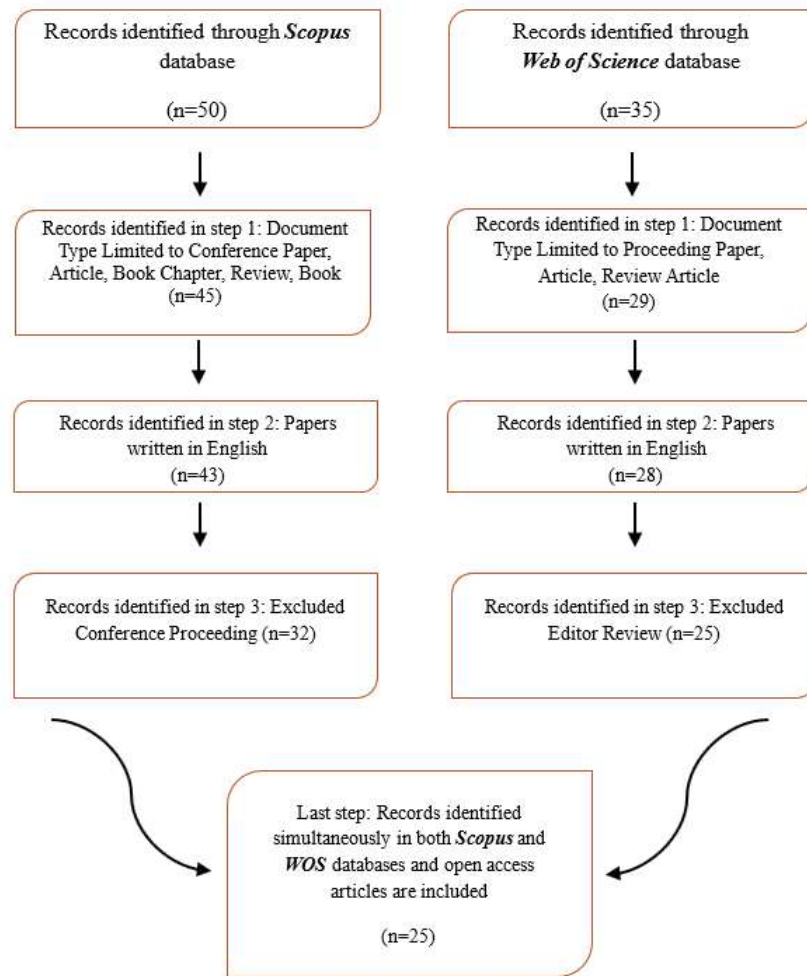 Records identified through Scopus
database
(n=50)
Records identified through
Web of Science database
(n=35)
Records identified in step 1: Document
Type Limited to Conference Paper,
Article, Book Chapter, Review, Book
(n=45)
Records identified in step 1: Document
Type Limited to Proceeding Paper,
Article, Review Article
(n=29)
Records identified in step 2: Papers
written in English
(n=43)
Records identified in step 2: Papers
written in English
(n=28)
Records identified in step 3: Excluded
Conference Proceeding (n=32)
Records identified in step 3: Excluded
Editor Review (n=25)
Last step: Records identified
simultaneously in both Scopus and
WOS databases and open access
articles are included
(n=25)